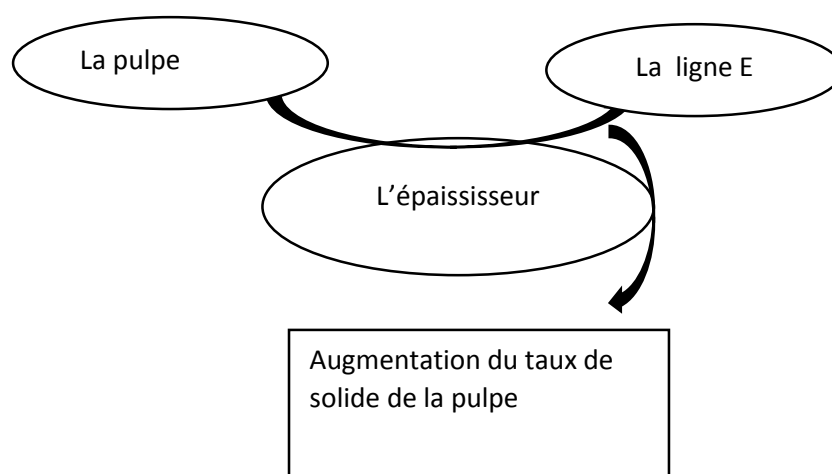 La pulpe
La ligne E
L’épaississeur
Augmentation du taux de
solide de la pulpe